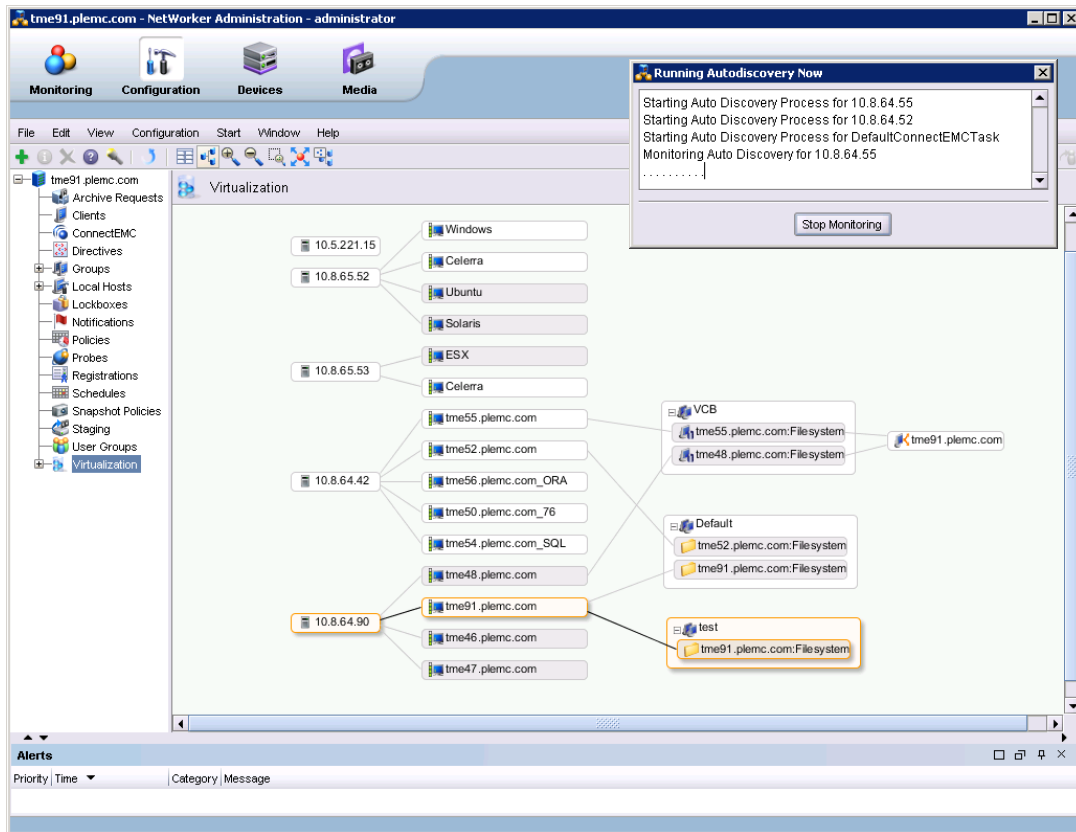 tme91.plemc.com - NetWorker Administration - administrator
Monitoring Configuration Devices Media
File Edit View Configuration Start Window Help
Running Autodiscovery Now
Starting Auto Discovery Process for 10.8.64.55
Starting Auto Discovery Process for 10.8.64.52
Starting Auto Discovery Process for DefaultConnectEMCTask
Monitoring Auto Discovery for 10.8.64.55
. . . . . . . . . .
Stop Monitoring
tme91.plemc.com
Archive Requests
Clients
ConnectEMC
Directives
Groups
Local Hosts
Lockboxes
Notifications
Policies
Probes
Registrations
Schedules
Snapshot Policies
Staging
User Groups
Virtualization
Virtualization
10.5.221.15
10.8.65.52
10.8.65.53
10.8.64.42
10.8.64.90
Windows
Celerra
Ubuntu
Solaris
ESX
Celerra
tme55.plemc.com
tme52.plemc.com
tme56.plemc.com_ORA
tme50.plemc.com_76
tme54.plemc.com_SQL
tme48.plemc.com
tme91.plemc.com
tme46.plemc.com
tme47.plemc.com
VCB
tme55.plemc.com:Filesystem
tme48.plemc.com:Filesystem
Default
tme52.plemc.com:Filesystem
tme91.plemc.com:Filesystem
test
tme91.plemc.com:Filesystem
tme91.plemc.com
Alerts
Priority Time Category Message